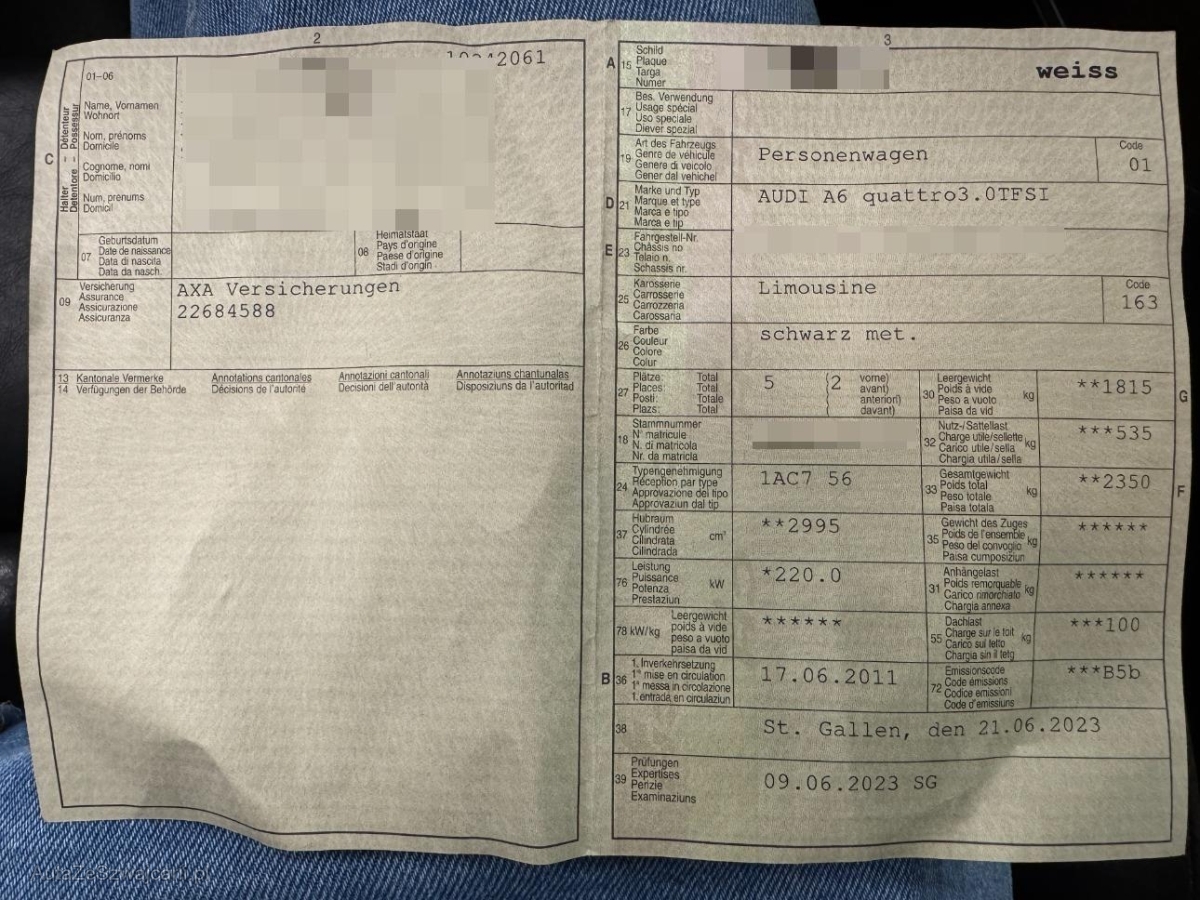 2
2061
01-06
C
Halter - Détenteur
Detentore - Possessur
Name, Vornamen
Wohnort
Nom, prénoms
Domicile
Cognome, nomi
Domicilio
Num, prenums
Domicil
07
Geburtsdatum
Date de naissance
Data di nascita
Data da nasch.
08
Heimatstaat
Pays d'origine
Paese d'origine
Stadi d'origin
09
Versicherung
Assurance
Assicurazione
Assicuranza
AXA Versicherungen
22684588
13 Kantonale Vermerke Annotations cantonales Annotazioni cantonali Annotaziuns chantunalas
14 Verfügungen der Behörde Décisions de l'autorité Decisioni dell'autorità Disposiziuns da l'autoritad
3
A 15
Schild
Plaque
Targa
Numer
weiss
17
Bes. Verwendung
Usage spécial
Uso speciale
Diever spezial
19
Art des Fahrzeugs
Genre de véhicule
Genere di veicolo
Gener dal vehichel
Personenwagen
Code
01
D 21
Marke und Typ
Marque et type
Marca e tipo
Marca e tip
AUDI A6 quattro3.0TFSI
E 23
Fahrgestell-Nr.
Châssis no
Telaio n.
Schassis nr.
25
Karosserie
Carrosserie
Carrozzeria
Carossaria
Limousine
Code
163
26
Farbe
Couleur
Colore
Colur
schwarz met.
27
Plätze: Total
Places: Total
Posti: Totale
Plazs: Total
5 (2
vorne)
avant)
anteriori)
davant)
30
Leergewicht
Poids à vide
Peso a vuoto
Paisa da vid
kg
**1815
G
18
Stammnummer
N° matricule
N. di matricola
Nr. da matricla
32
Nutz-/Sattellast
Charge utile/sellette
Carico utile/sella
Chargia utila/sella
kg
***535
24
Typengenehmigung
Réception par type
Approvazione del tipo
Approvaziun dal tip
1AC7 56
33
Gesamtgewicht
Poids total
Peso totale
Paisa totala
kg
**2350
F
37
Hubraum
Cylindrée
Cilindrata
Cilindrada
cm³
**2995
35
Gewicht des Zuges
Poids de l'ensemble
Peso del convoglio
Paisa cumposiziun
kg
******
76
Leistung
Puissance
Potenza
Prestaziun
kW
*220.0
31
Anhängelast
Poids remorquable
Carico rimorchiato
Chargia annexa
kg
******
78 kW/kg
Leergewicht
poids à vide
peso a vuoto
paisa da vid
******
55
Dachlast
Charge sur le toit
Carico sul tetto
Chargia sin il tetg
kg
***100
B 36
1. Inverkehrsetzung
1re mise en circulation
1a messa in circolazione
1. entrada en circulaziun
17.06.2011
72
Emissionscode
Code émissions
Codice emissioni
Code d'emissiuns
***B5b
38
St. Gallen, den 21.06.2023
39
Prüfungen
Expertises
Perizie
Examinaziuns
09.06.2023 SG